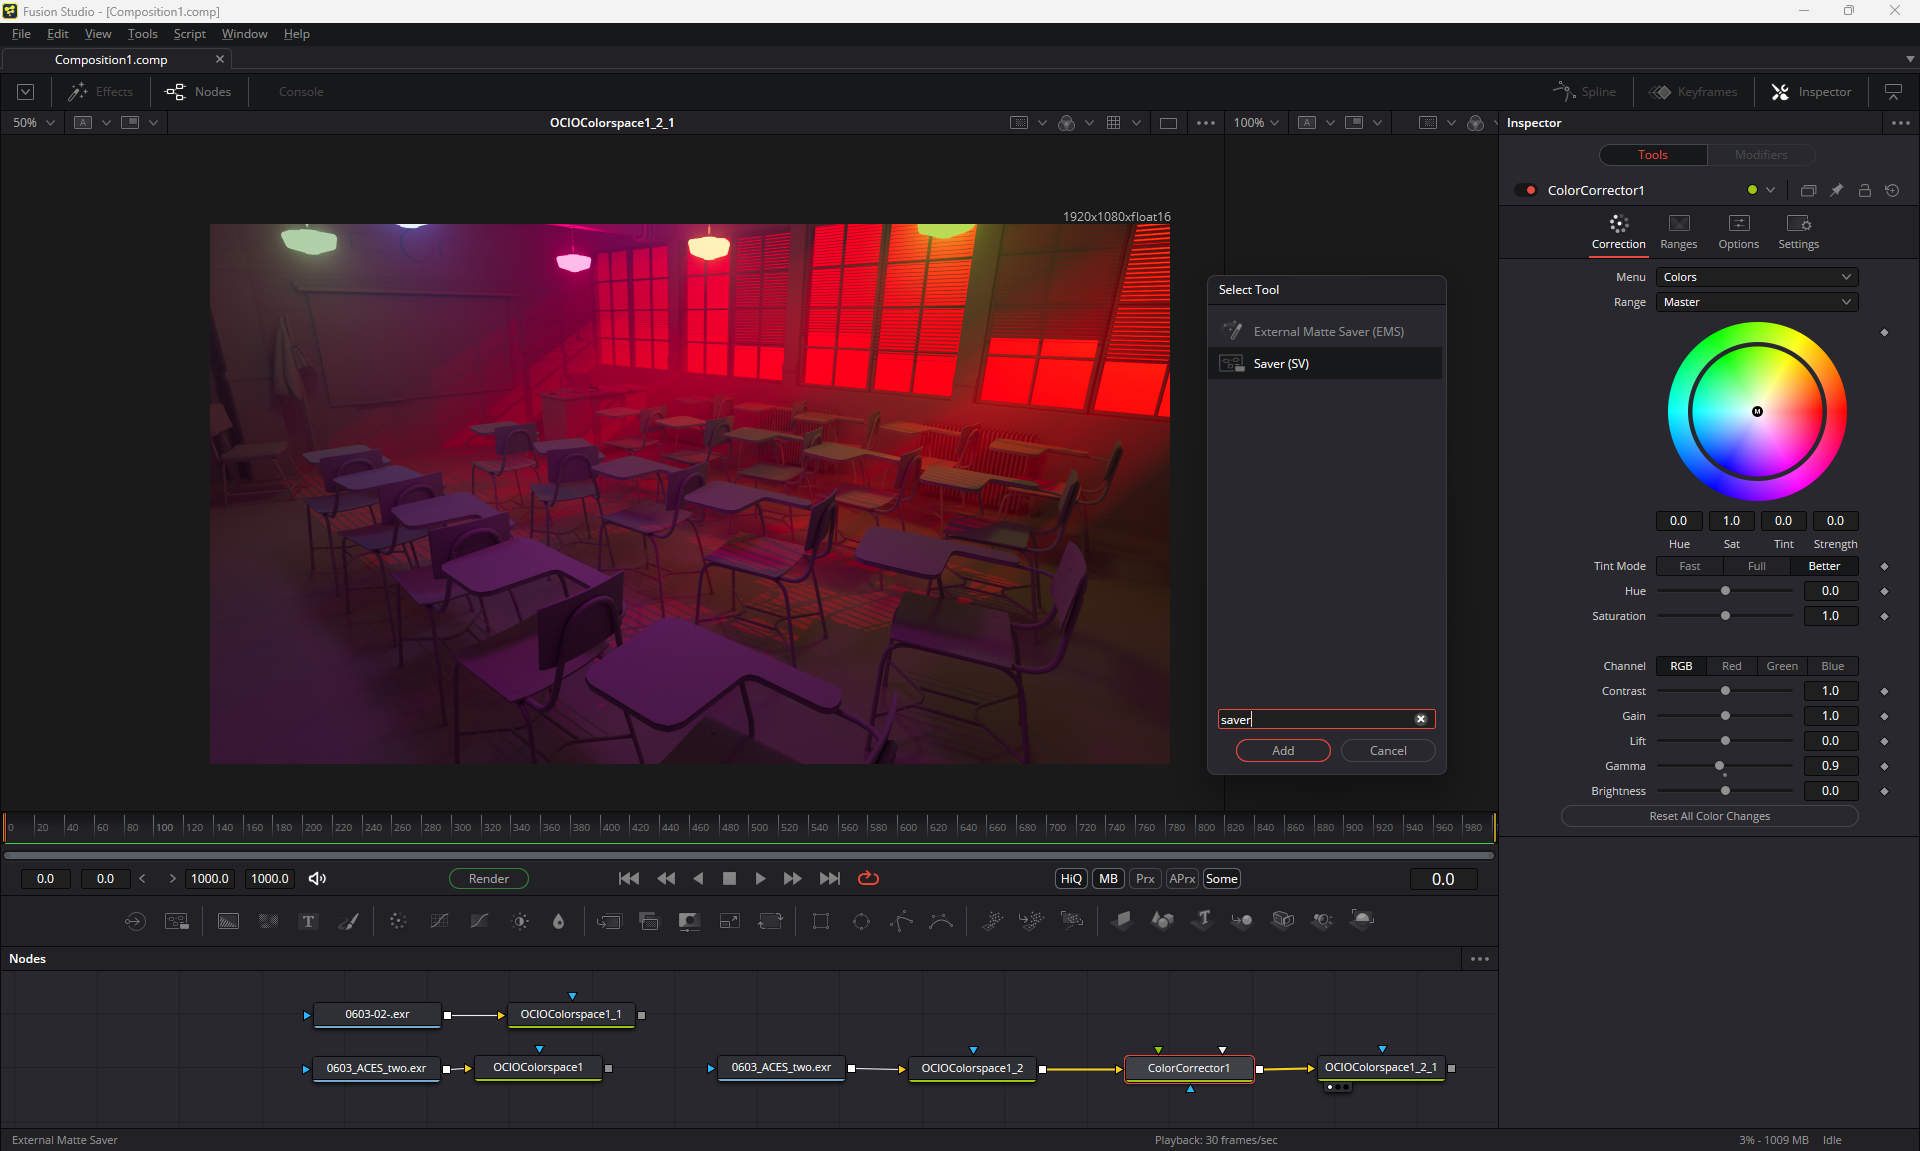 Fusion Studio - [Composition1.comp]
File Edit View Tools Script Window Help
Composition1.comp
Effects Nodes Console Spline Keyframes Inspector
50% A OCIOColorspace1_2_1 100% A Inspector
Tools Modifiers
ColorCorrector1
1920x1080xfloat16
Correction Ranges Options Settings
Menu Colors
Range Master
Select Tool
External Matte Saver (EMS)
Saver (SV)
M
0.0 1.0 0.0 0.0
Hue Sat Tint Strength
Tint Mode Fast Full Better
Hue 0.0
Saturation 1.0
Channel RGB Red Green Blue
Contrast 1.0
Gain 1.0
Lift 0.0
Gamma 0.9
Brightness 0.0
Reset All Color Changes
saver
Add Cancel
0 20 40 60 80 100 120 140 160 180 200 220 240 260 280 300 320 340 360 380 400 420 440 460 480 500 520 540 560 580 600 620 640 660 680 700 720 740 760 780 800 820 840 860 880 900 920 940 960 980
0.0 0.0 < > 1000.0 1000.0 Render HiQ MB Prx APrx Some 0.0
T T
Nodes
0603-02-.exr OCIOColorspace1_1
0603_ACES_two.exr OCIOColorspace1 0603_ACES_two.exr OCIOColorspace1_2 ColorCorrector1 OCIOColorspace1_2_1
External Matte Saver Playback: 30 frames/sec 3% - 1009 MB Idle